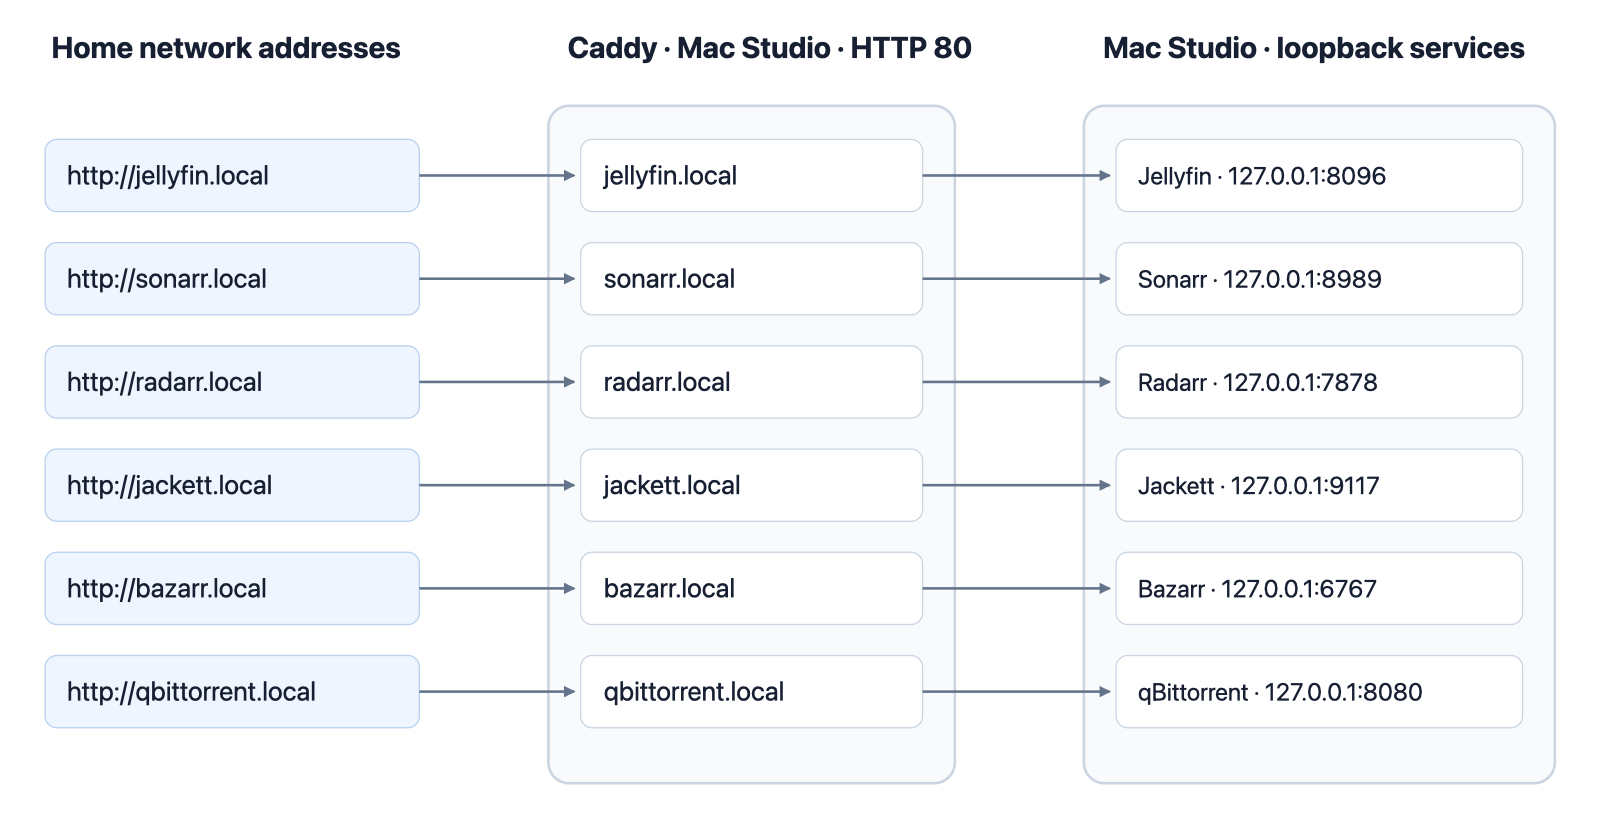 Home network addresses
Caddy · Mac Studio · HTTP 80
Mac Studio · loopback services
http://jellyfin.local
jellyfin.local
Jellyfin · 127.0.0.1:8096
http://sonarr.local
sonarr.local
Sonarr · 127.0.0.1:8989
http://radarr.local
radarr.local
Radarr · 127.0.0.1:7878
http://jackett.local
jackett.local
Jackett · 127.0.0.1:9117
http://bazarr.local
bazarr.local
Bazarr · 127.0.0.1:6767
http://qbittorrent.local
qbittorrent.local
qBittorrent · 127.0.0.1:8080